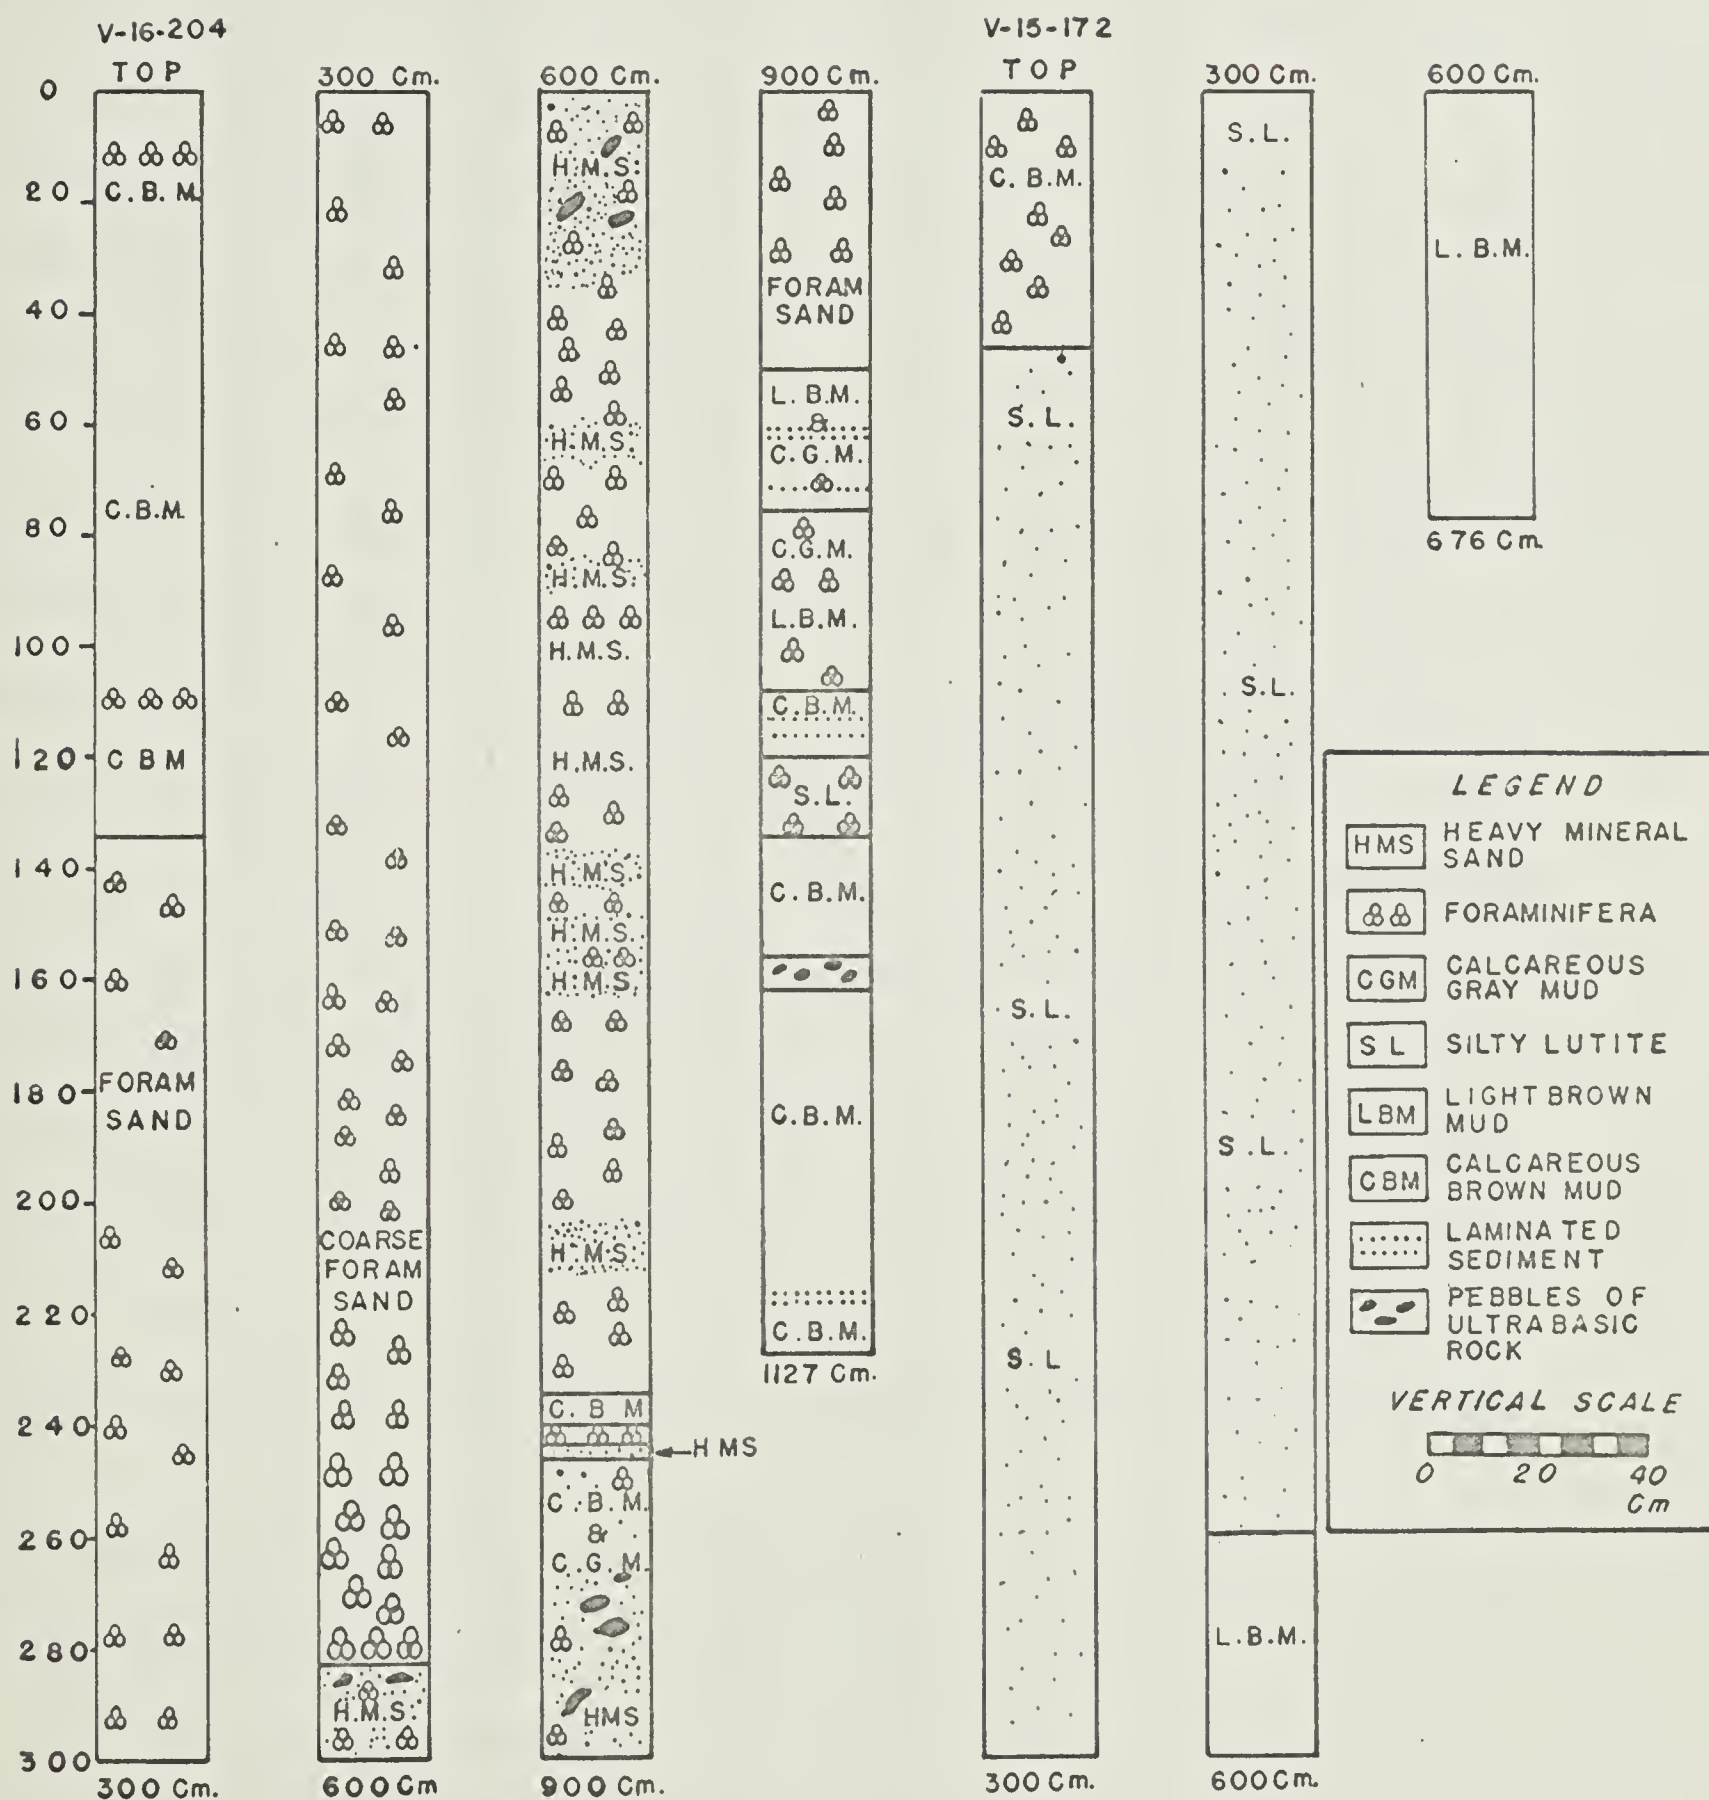 V-16-204
TOP
300 Cm.
600 Cm.
900 Cm.
V-15-172
TOP
300 Cm.
600 Cm.
0
20
40
60
80
100
120
140
160
180
200
220
240
260
280
300
C. B. M.
C.B.M.
C B M
FORAM
SAND
300 Cm.
COARSE
FORAM
SAND
H.M.S.
600 Cm
H.M.S.
H.M.S.
H.M.S.
H.M.S.
H.M.S.
H.M.S.
H.M.S.
H.M.S.
H.M.S.
C. B M
HMS
C. B. M.
&
C. G. M.
HMS
900 Cm.
FORAM
SAND
L. B.M.
&
C.G.M.
C.G.M.
L.B.M.
C.B.M.
S.L.
C.B.M.
C.B.M.
C.B.M.
1127 Cm.
C. B.M.
S.L.
S.L.
S.L
300 Cm.
S.L.
S.L.
S.L.
L.B.M.
600 Cm.
L. B.M.
676 Cm.
LEGEND
HMS HEAVY MINERAL
SAND
FORAMINIFERA
CGM CALCAREOUS
GRAY MUD
S L SILTY LUTITE
LBM LIGHT BROWN
MUD
CBM CALCAREOUS
BROWN MUD
LAMINATED
SEDIMENT
PEBBLES OF
ULTRABASIC
ROCK
VERTICAL SCALE
0 20 40
Cm